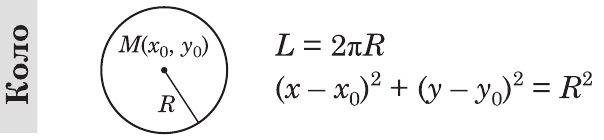 Коло
M(x₀, y₀)
R
L = 2πR
(x – x₀)² + (y – y₀)² = R²